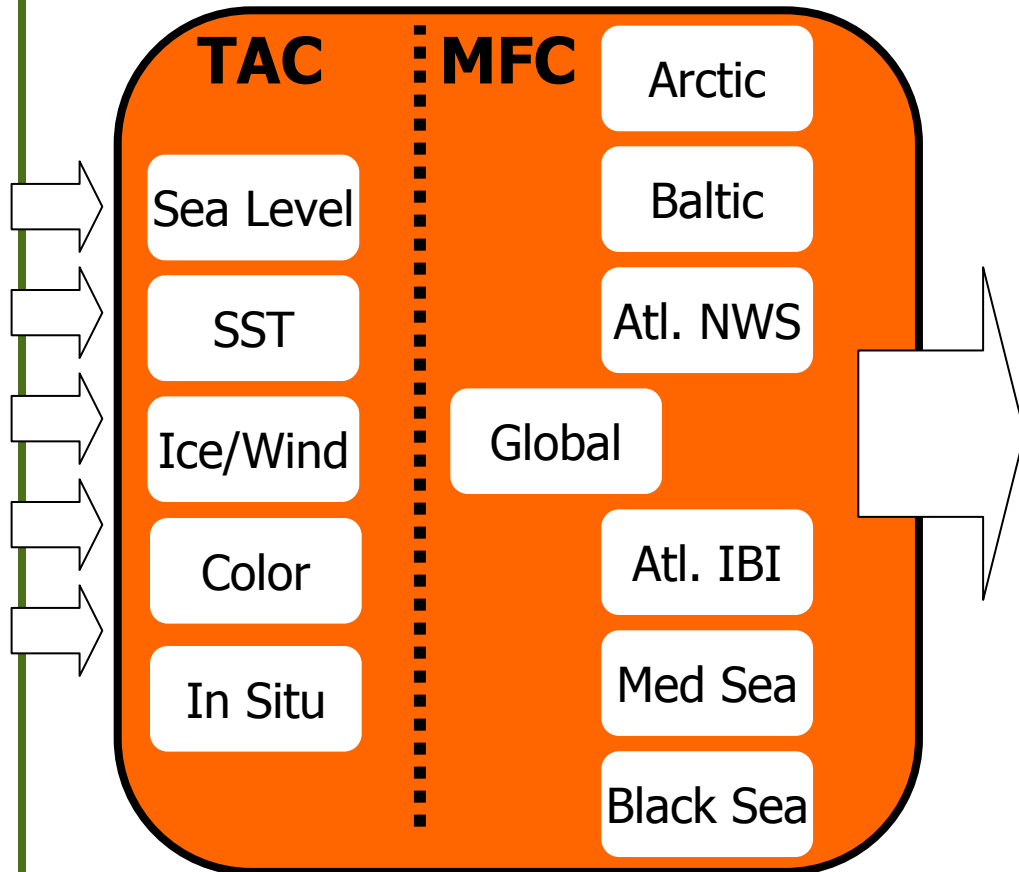 TAC
Sea Level
SST
Ice/Wind
Color
In Situ
MFC
Arctic
Baltic
Atl. NWS
Global
Atl. IBI
Med Sea
Black Sea